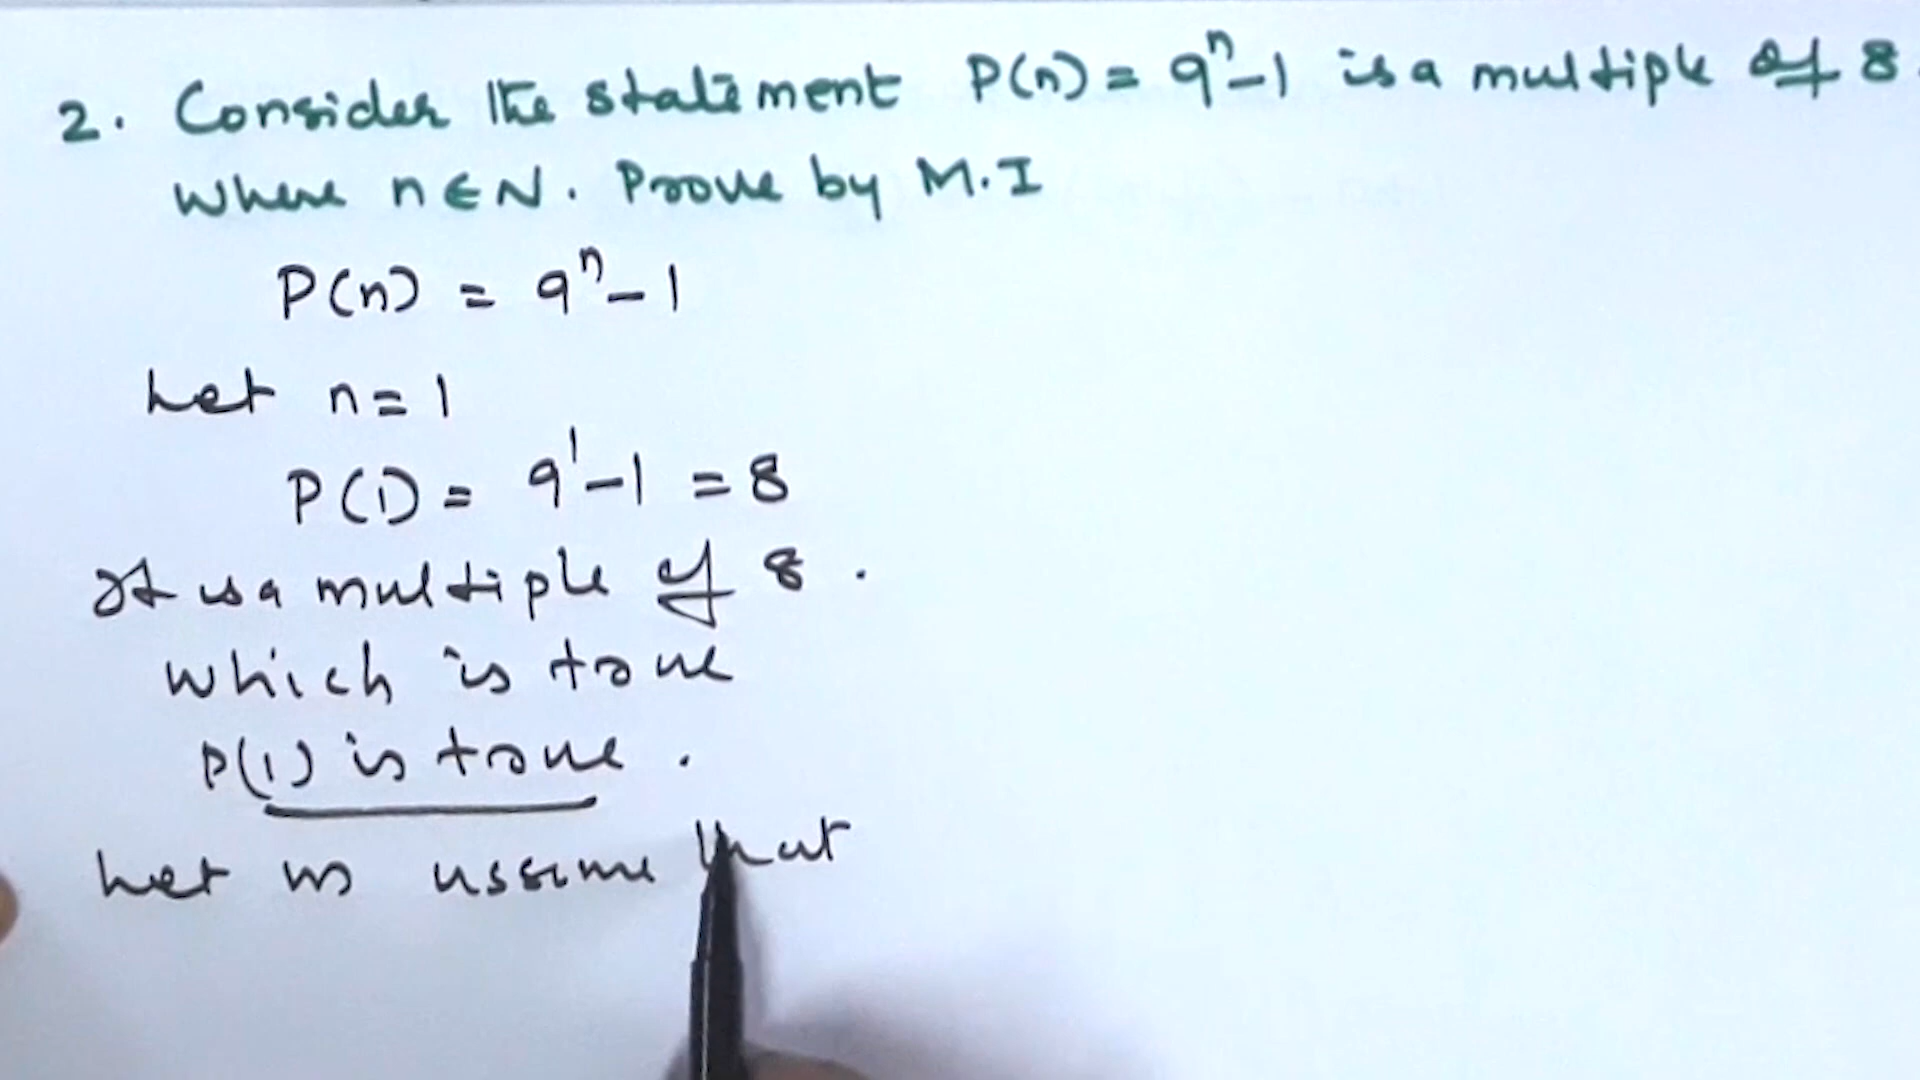 2. Consider the statement P(n) = 9ⁿ-1 is a multiple of 8.
Where n∈N. Prove by M.I
P(n) = 9ⁿ-1
Let n=1
P(1) = 9¹-1 = 8
It is a multiple of 8.
Which is true
P(1) is true.
Let us assume that